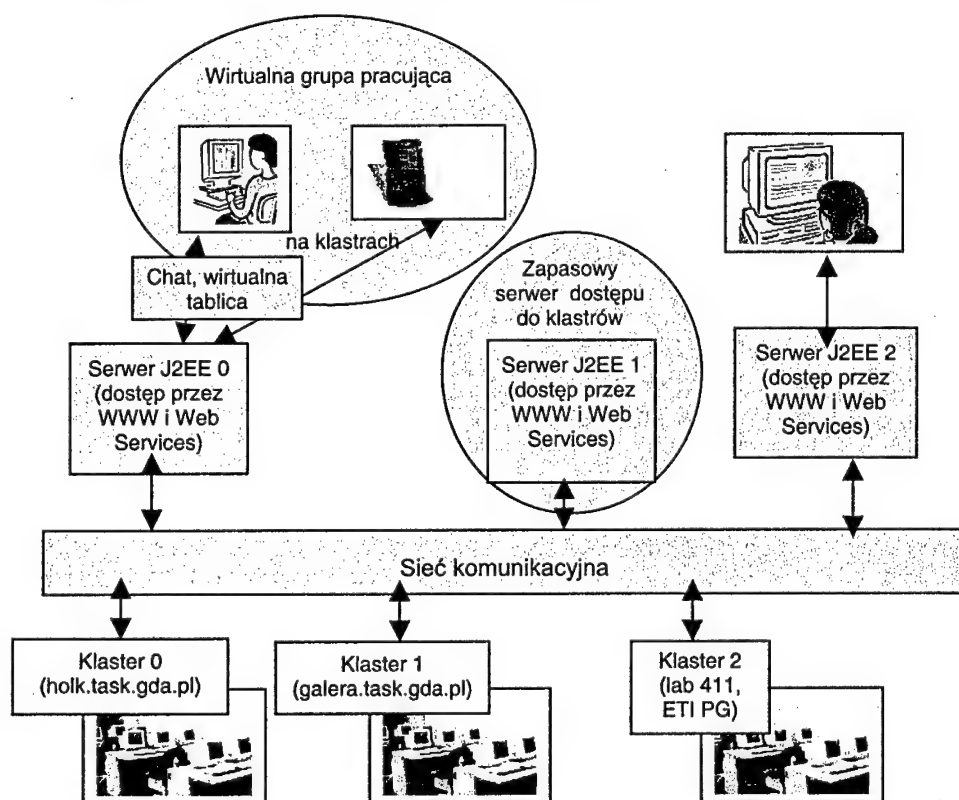 Wirtualna grupa pracująca
na klastrach
Chat, wirtualna
tablica
Zapasowy
serwer dostępu
do klastrów
Serwer J2EE 0
(dostęp przez
WWW i Web
Services)
Serwer J2EE 1
(dostęp przez
WWW i Web
Services)
Serwer J2EE 2
(dostęp przez
WWW i Web
Services)
Sieć komunikacyjna
Klaster 0
(holk.task.gda.pl)
Klaster 1
(galera.task.gda.pl)
Klaster 2
(lab 411,
ETI PG)